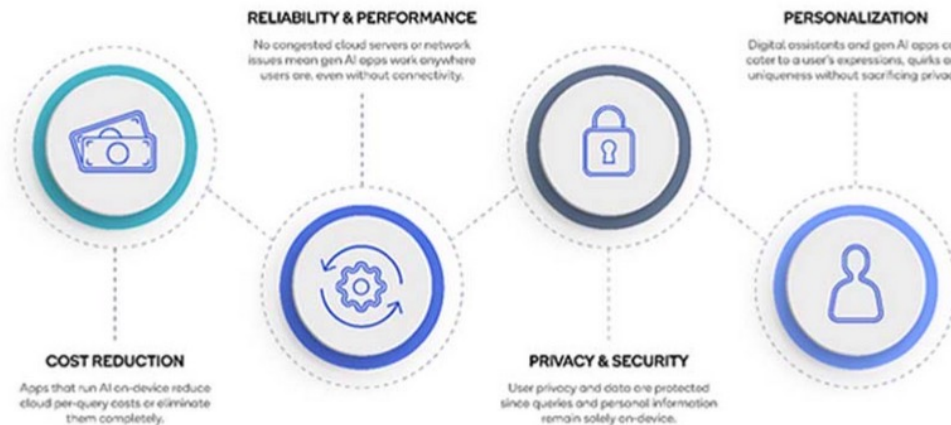 RELIABILITY & PERFORMANCE
No congested cloud servers or network
issues mean gen AI apps work anywhere
users are, even without connectivity.
PERSONALIZATION
Digital assistants and gen AI apps
cater to a user's expressions, quirks
uniqueness without sacrificing
COST REDUCTION
Apps that run AI on-device reduce
cloud per-query costs or eliminate
them completely.
PRIVACY & SECURITY
User privacy and data are protected
since queries and personal information
remain solely on-device.